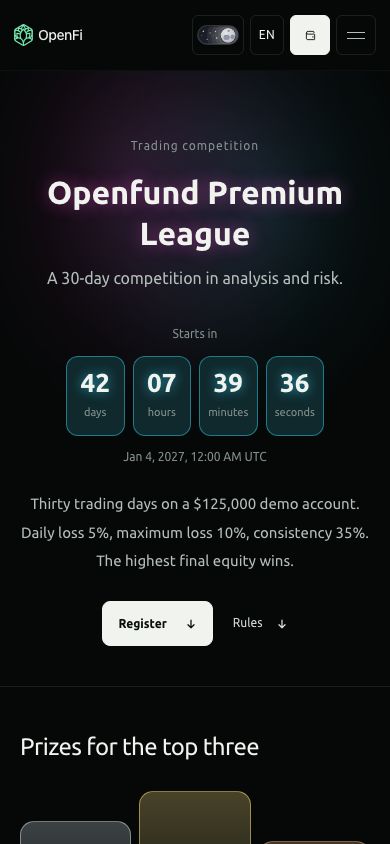 OpenFi
EN
Trading competition
Openfund Premium
League
A 30-day competition in analysis and risk.
Starts in
42 07 39 36
days hours minutes seconds
Jan 4, 2027, 12:00 AM UTC
Thirty trading days on a $125,000 demo account.
Daily loss 5%, maximum loss 10%, consistency 35%.
The highest final equity wins.
Register ↓ Rules ↓
Prizes for the top three